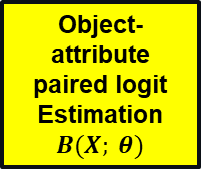 Object-
attribute
paired logit
Estimation
B(X; θ)